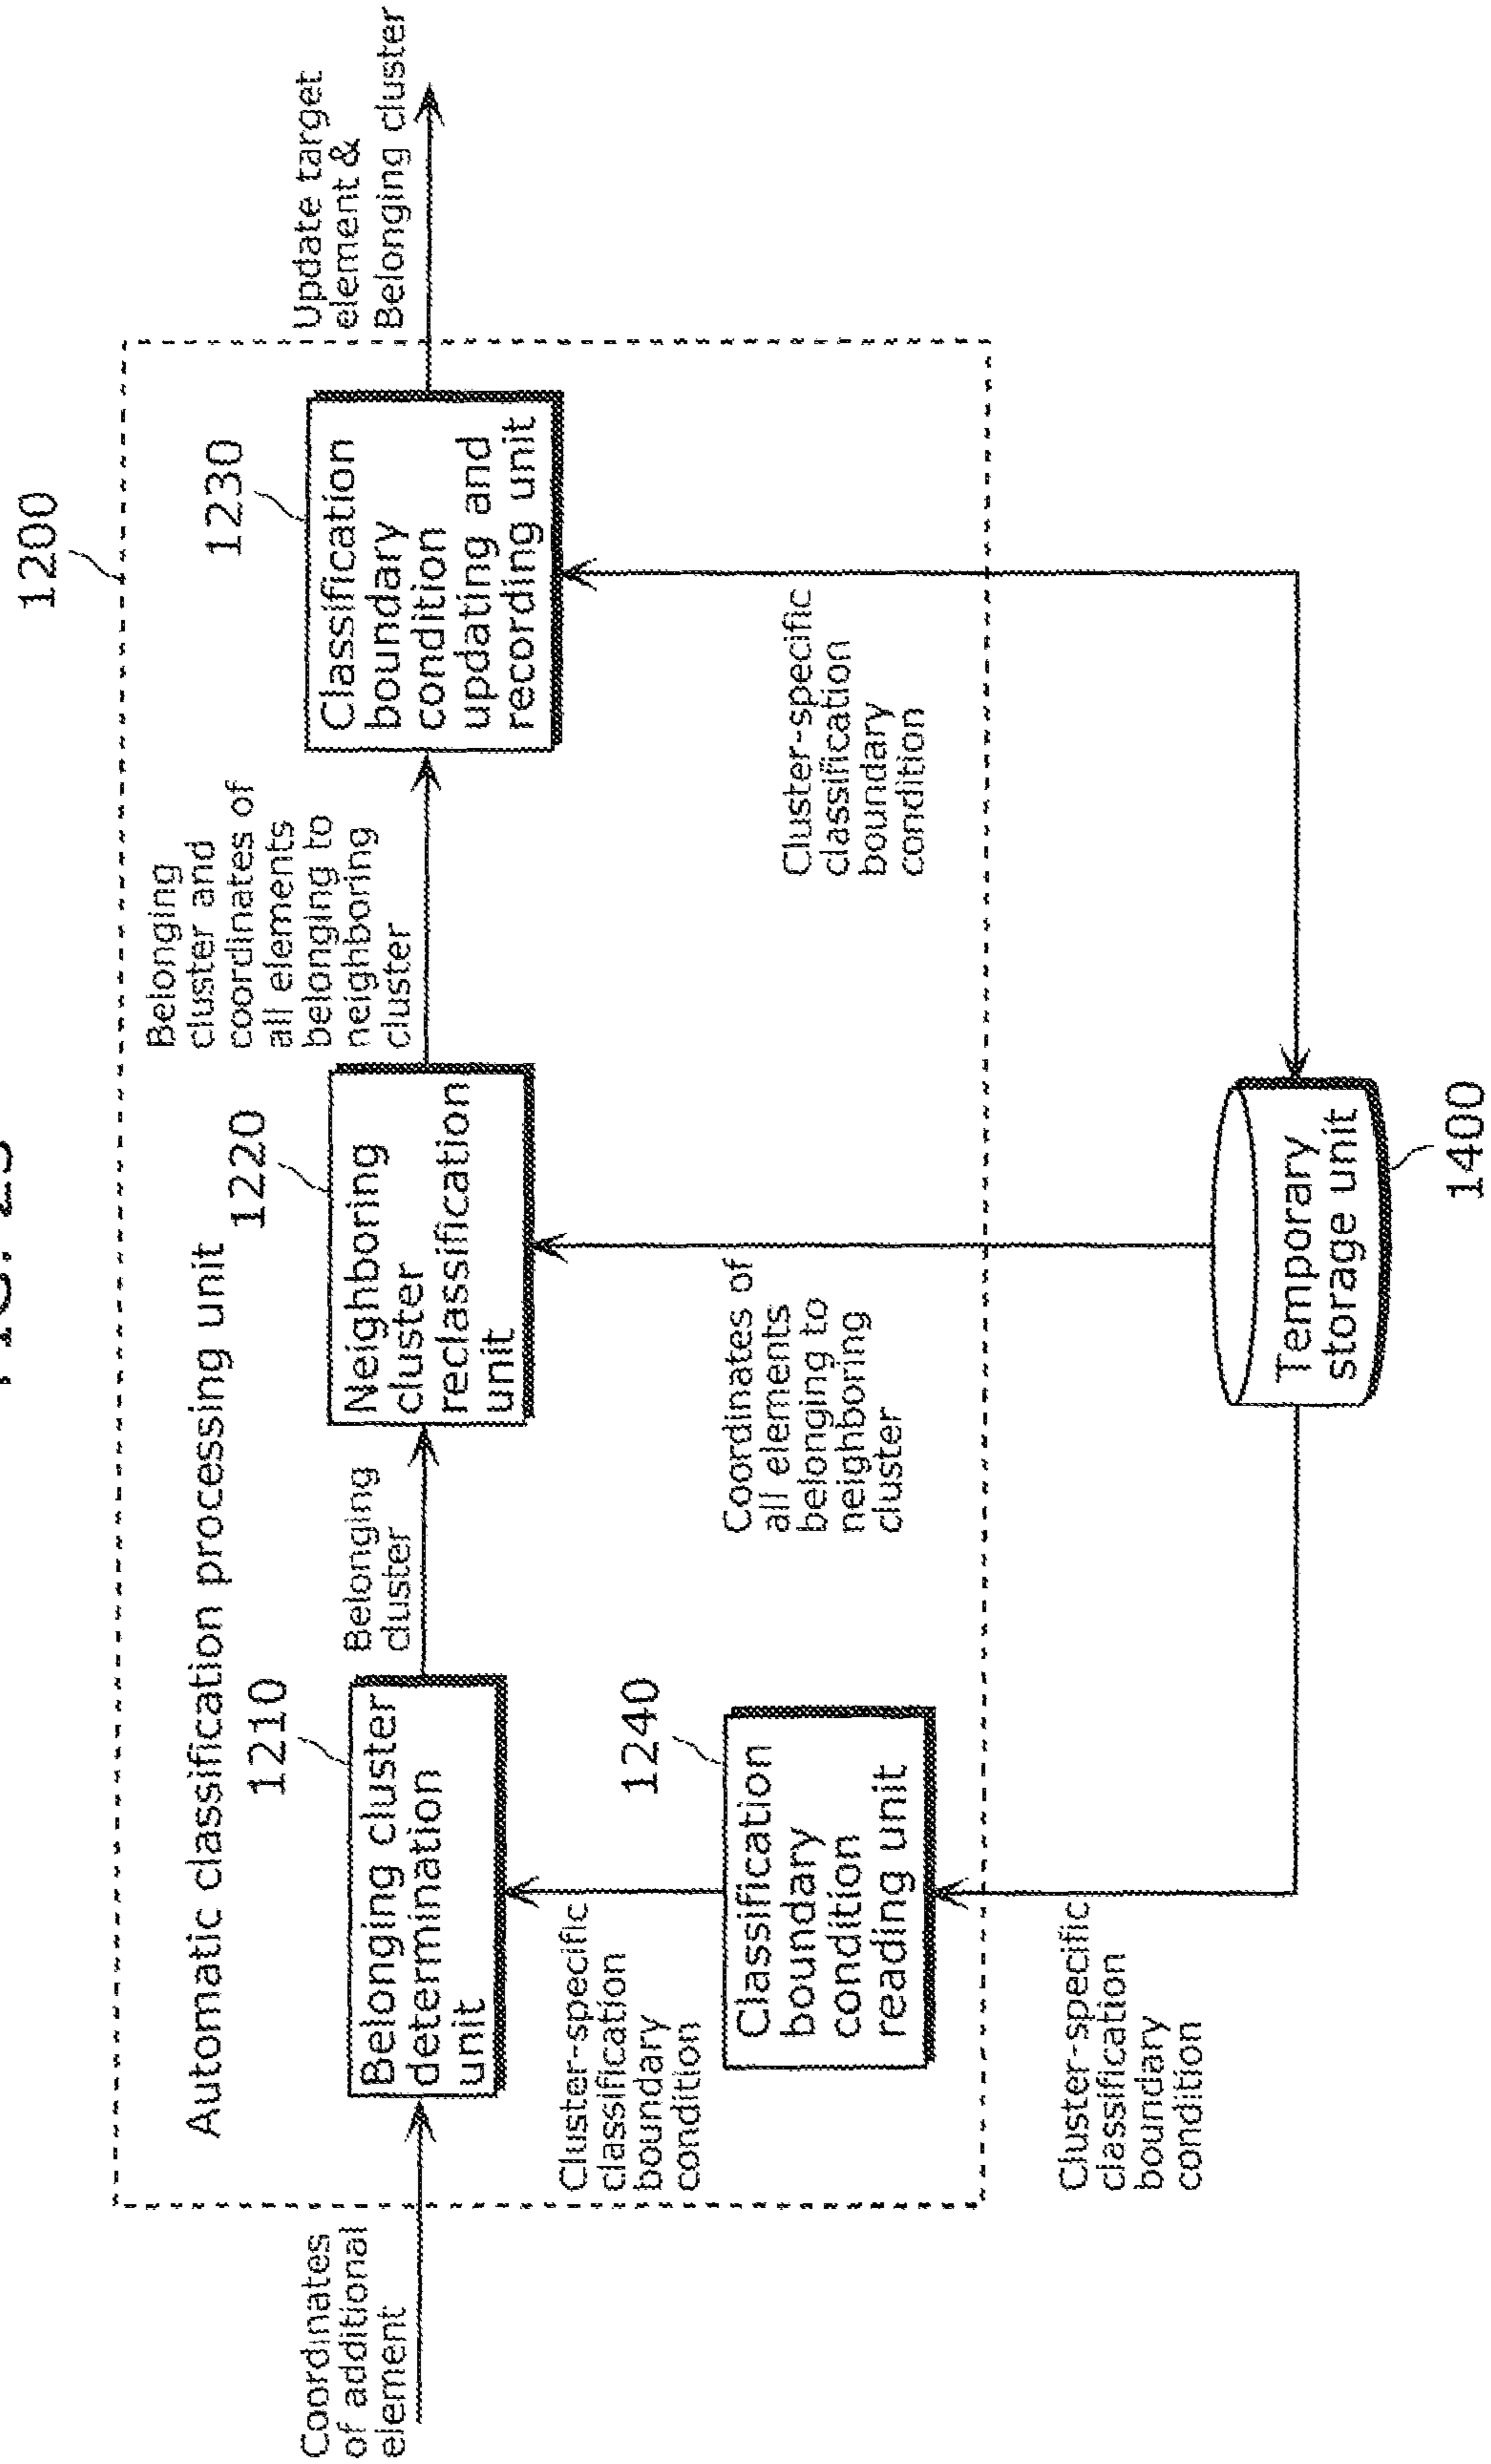 1200
Automatic classification processing unit
Coordinates
of additional
element
1210
Belonging cluster
determination
unit
Belonging
cluster
1220
Neighboring
cluster
reclassification
unit
Belonging
cluster and
coordinates of
all elements
belonging to
neighboring
cluster
1230
Classification
boundary
condition
updating and
recording unit
Update target
element &
Belonging cluster
Cluster-specific
classification
boundary
condition
1240
Classification
boundary
condition
reading unit
Coordinates of
all elements
belonging to
neighboring
cluster
Cluster-specific
classification
boundary
condition
Cluster-specific
classification
boundary
condition
Temporary
storage unit
1400